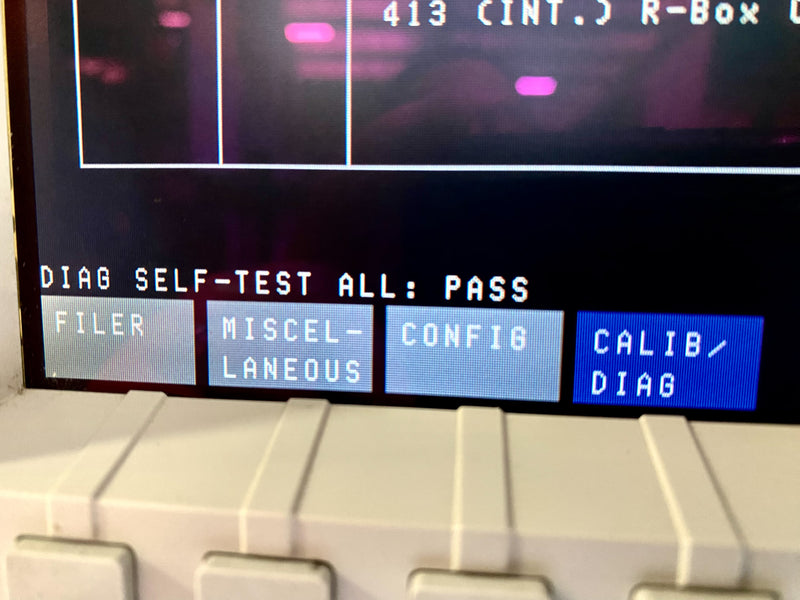 413 (INT.) R-Box
DIAG SELF-TEST ALL: PASS
FILER
MISCEL-
LANEOUS
CONFIG
CALIB/
DIAG